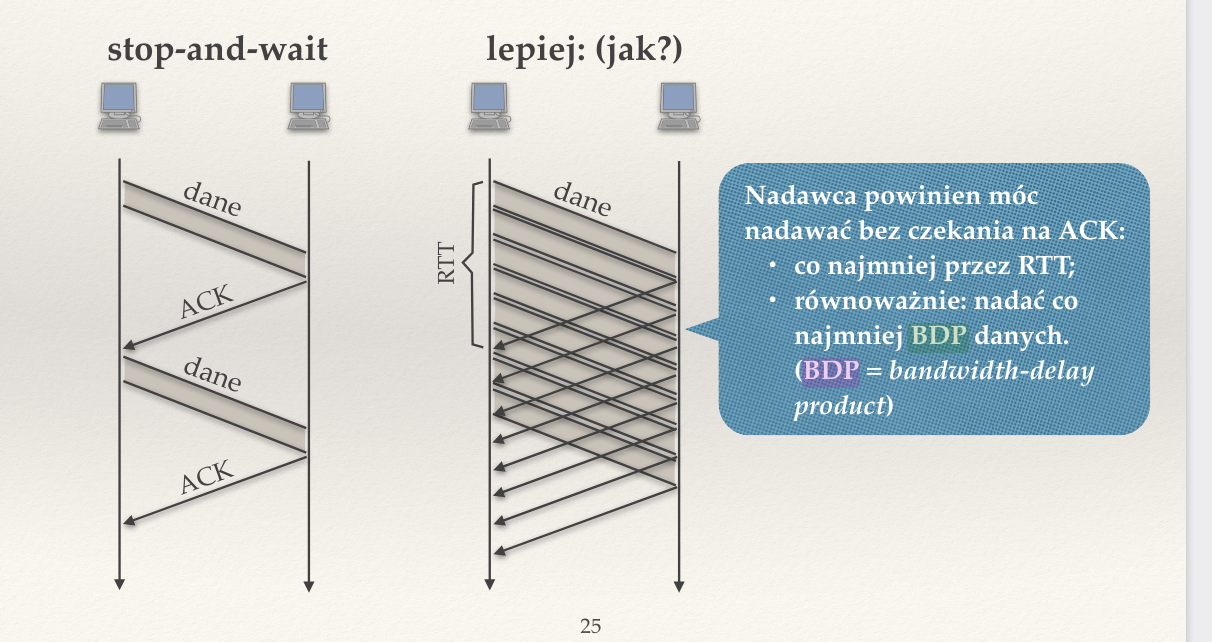 stop-and-wait
lepiej: (jak?)
dane
ACK
dane
ACK
dane
RTT
Nadawca powinien móc
nadawać bez czekania na ACK:
• co najmniej przez RTT;
• równoważnie: nadać co
najmniej BDP danych.
(BDP = bandwidth-delay
product)
25